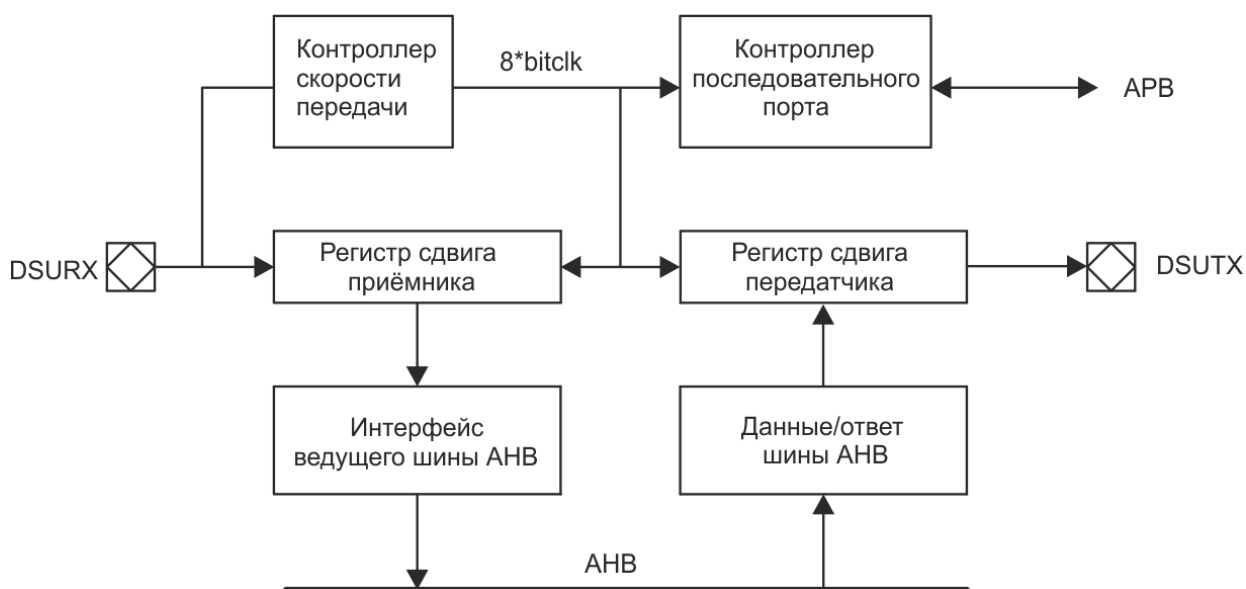 Контроллер
скорости
передачи
8*bitclk
Контроллер
последовательного
порта
APB
DSURX
Регистр сдвига
приёмника
Регистр сдвига
передатчика
DSUTX
Интерфейс
ведущего шины AHB
Данные/ответ
шины AHB
AHB